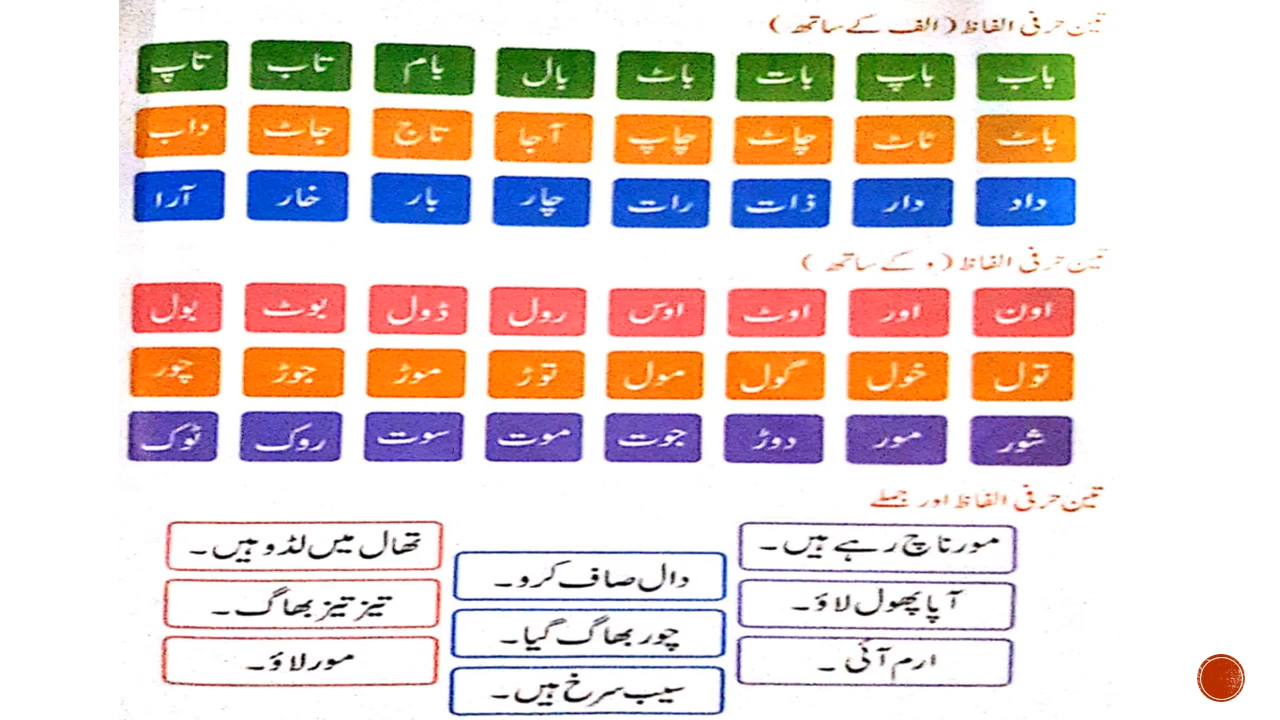 تین حرفی الفاظ (الف کے ساتھ)
باب باپ بات باٹ بال بام تاب تاپ
باٹ ٹاٹ چاٹ چاپ آجا تاج جاٹ داب
داد دار ذات رات چار بار خار آرا
تین حرفی الفاظ (و کے ساتھ)
اون اور اوٹ اوس رول ڈول بوٹ بول
تول خول گول مول توڑ موڑ جوڑ چور
شور مور دوڑ جوت موت سوت روک ٹوک
تین حرفی الفاظ اور جملے
مور ناچ رہے ہیں۔
آپا پھول لاؤ۔
ارم آئی۔
دال صاف کرو۔
چور بھاگ گیا۔
سیب سرخ ہیں۔
تھال میں لڈو ہیں۔
تیز تیز بھاگ۔
مور لاؤ۔